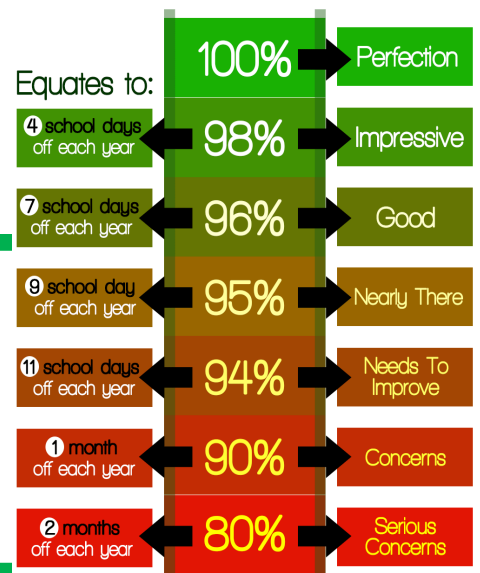 100%
Perfection
Equates to:
4 school days
off each year
98%
Impressive
7 school days
off each year
96%
Good
9 school day
off each year
95%
Nearly There
11 school days
off each year
94%
Needs To
Improve
1 month
off each year
90%
Concerns
2 months
off each year
80%
Serious
Concerns